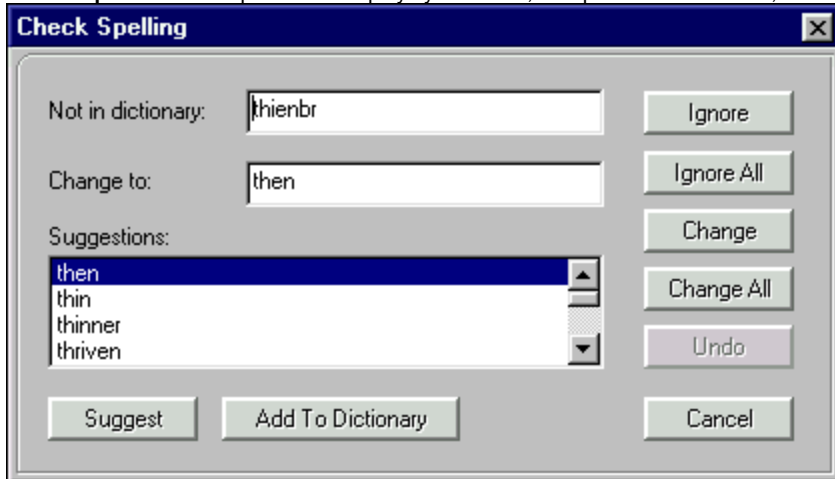 Check Spelling
Not in dictionary: thienbr Ignore
Change to: then Ignore All
Suggestions: Change
then
thin Change All
thinner
thriven Undo
Suggest Add To Dictionary Cancel